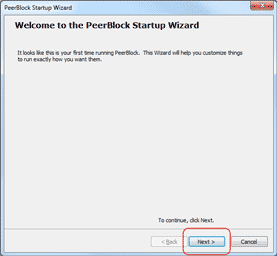 PeerBlock Startup Wizard
Welcome to the PeerBlock Startup Wizard
It looks like this is your first time running PeerBlock. This Wizard will help you customize things
to run exactly how you want them.
To continue, click Next.
< Back Next > Cancel